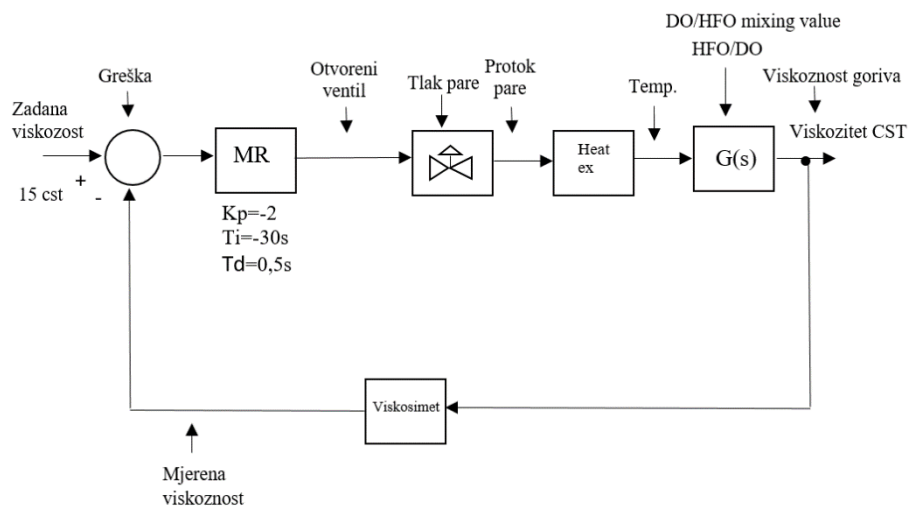 DO/HFO mixing value
HFO/DO
Greška
Otvoreni
ventil
Tlak pare
Protok
pare
Temp.
Viskoznost goriva
Zadana
viskozost
MR
Heat
ex
G(s)
Viskozitet CST
15 cst
+
-
Kp=-2
Ti=-30s
Td=0,5s
Viskosimet
Mjerena
viskoznost